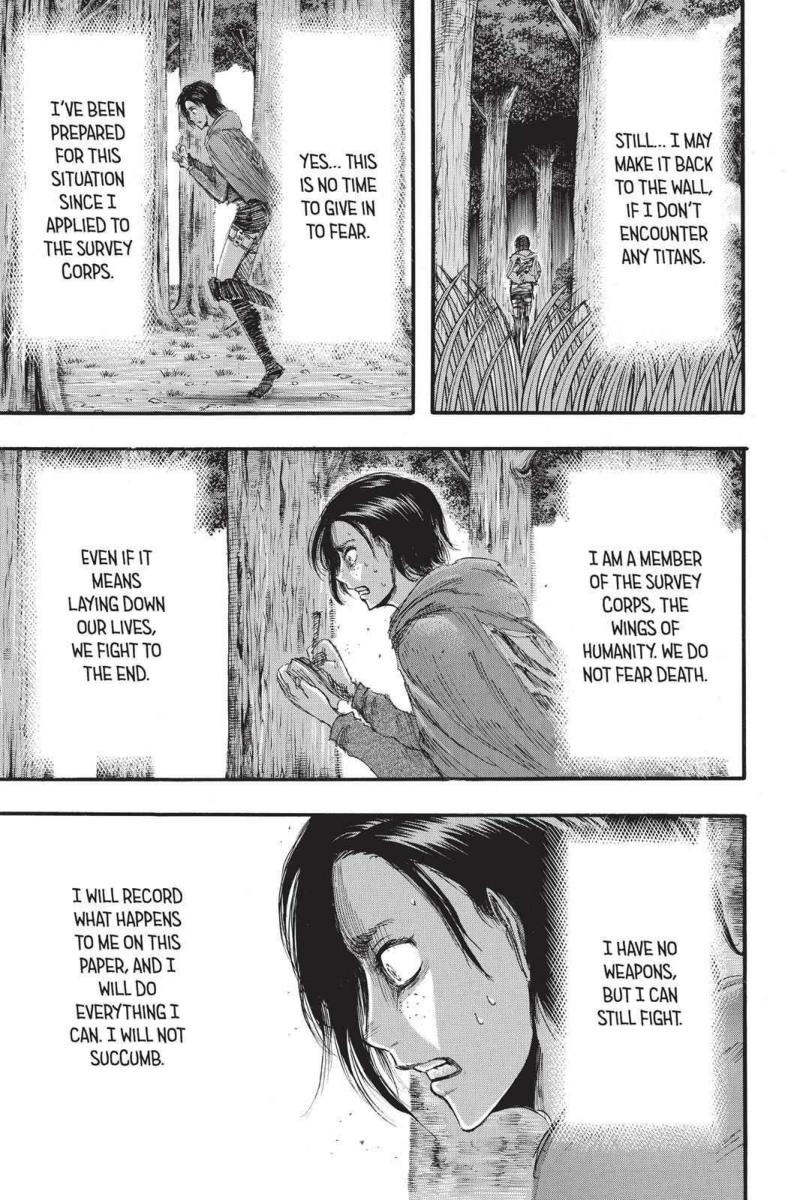 STILL... I MAY
MAKE IT BACK
TO THE WALL,
IF I DON'T
ENCOUNTER
ANY TITANS.
YES... THIS
IS NO TIME
TO GIVE IN
TO FEAR.
I'VE BEEN
PREPARED
FOR THIS
SITUATION
SINCE I
APPLIED TO
THE SURVEY
CORPS.
I AM A MEMBER
OF THE SURVEY
CORPS, THE
WINGS OF
HUMANITY. WE DO
NOT FEAR DEATH.
EVEN IF IT
MEANS
LAYING DOWN
OUR LIVES,
WE FIGHT TO
THE END.
I HAVE NO
WEAPONS,
BUT I CAN
STILL FIGHT.
I WILL RECORD
WHAT HAPPENS
TO ME ON THIS
PAPER, AND I
WILL DO
EVERYTHING I
CAN. I WILL NOT
SUCCUMB.